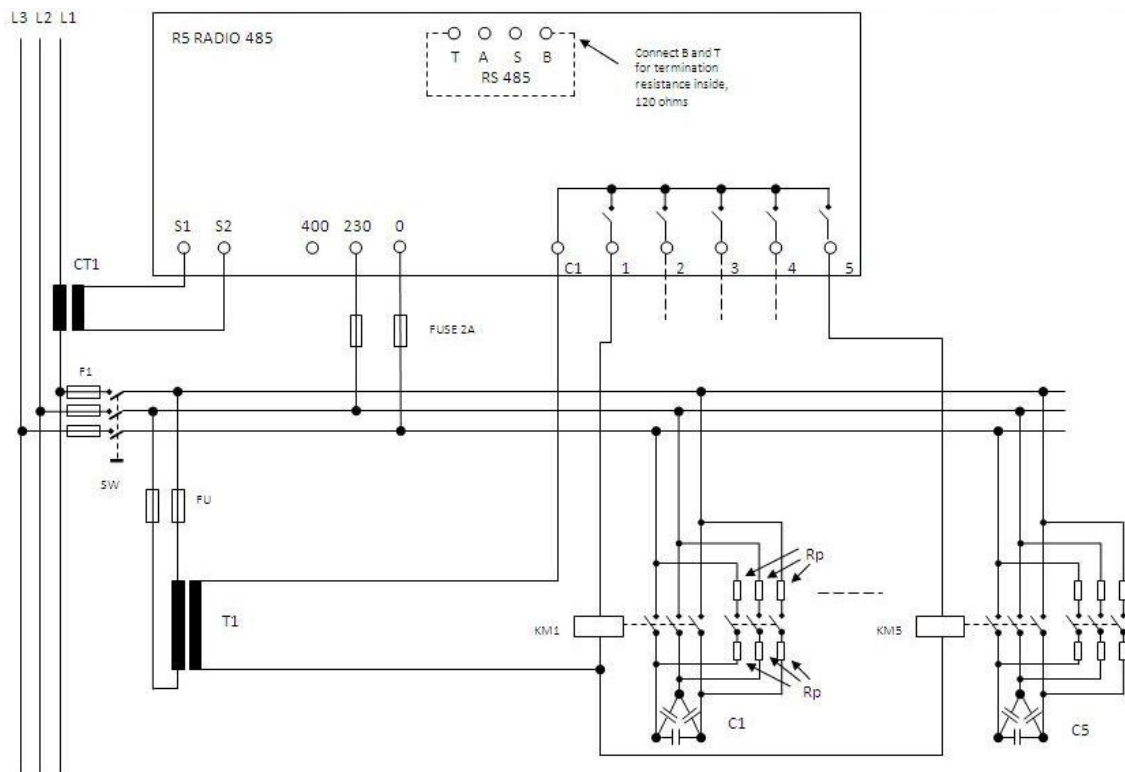 L3 L2 L1
R5 RADIO 485
T A S B
RS 485
Connect B and T
for termination
resistance inside,
120 ohms
S1 S2 400 230 0
C1 1 2 3 4 5
CT1
FUSE 2A
F1
SW
FU
Rp
T1
KM1
KM5
Rp
C1
C5